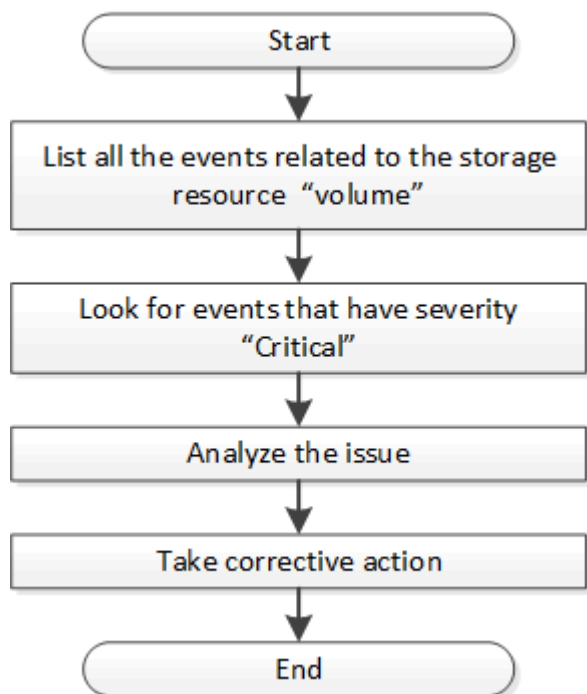 Start
List all the events related to the storage
resource “volume”
Look for events that have severity
“Critical”
Analyze the issue
Take corrective action
End